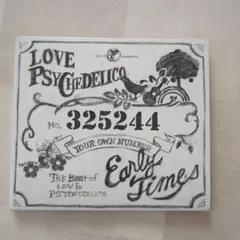 LOVE
PSYCHEDELICO
No. 325244
YOUR OWN NUMBER
Early
Times
The Best of
LOVE
PSYCHEDELICO